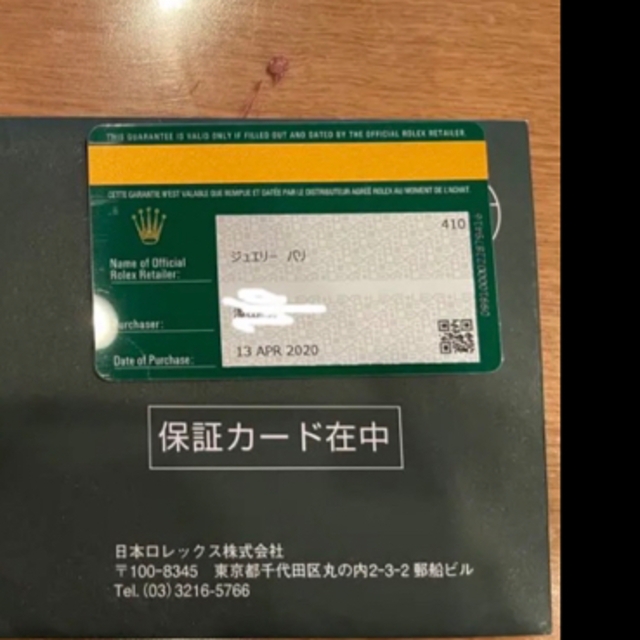 THIS GUARANTEE IS VALID ONLY IF FILLED OUT AND DATED BY THE OFFICIAL ROLEX RETAILER.
CETTE GARANTIE N'EST VALABLE QUE REMPLIE ET DATÉE PAR LE DISTRIBUTEUR AGRÉÉ ROLEX AU MOMENT DE L'ACHAT.
410
Name of Official
Rolex Retailer:
ジュエリー パリ
urchaser:
Date of Purchase:
13 APR 2020
保証カード在中
日本ロレックス株式会社
〒100-8345 東京都千代田区丸の内2-3-2 郵船ビル
Tel. (03) 3216-5766